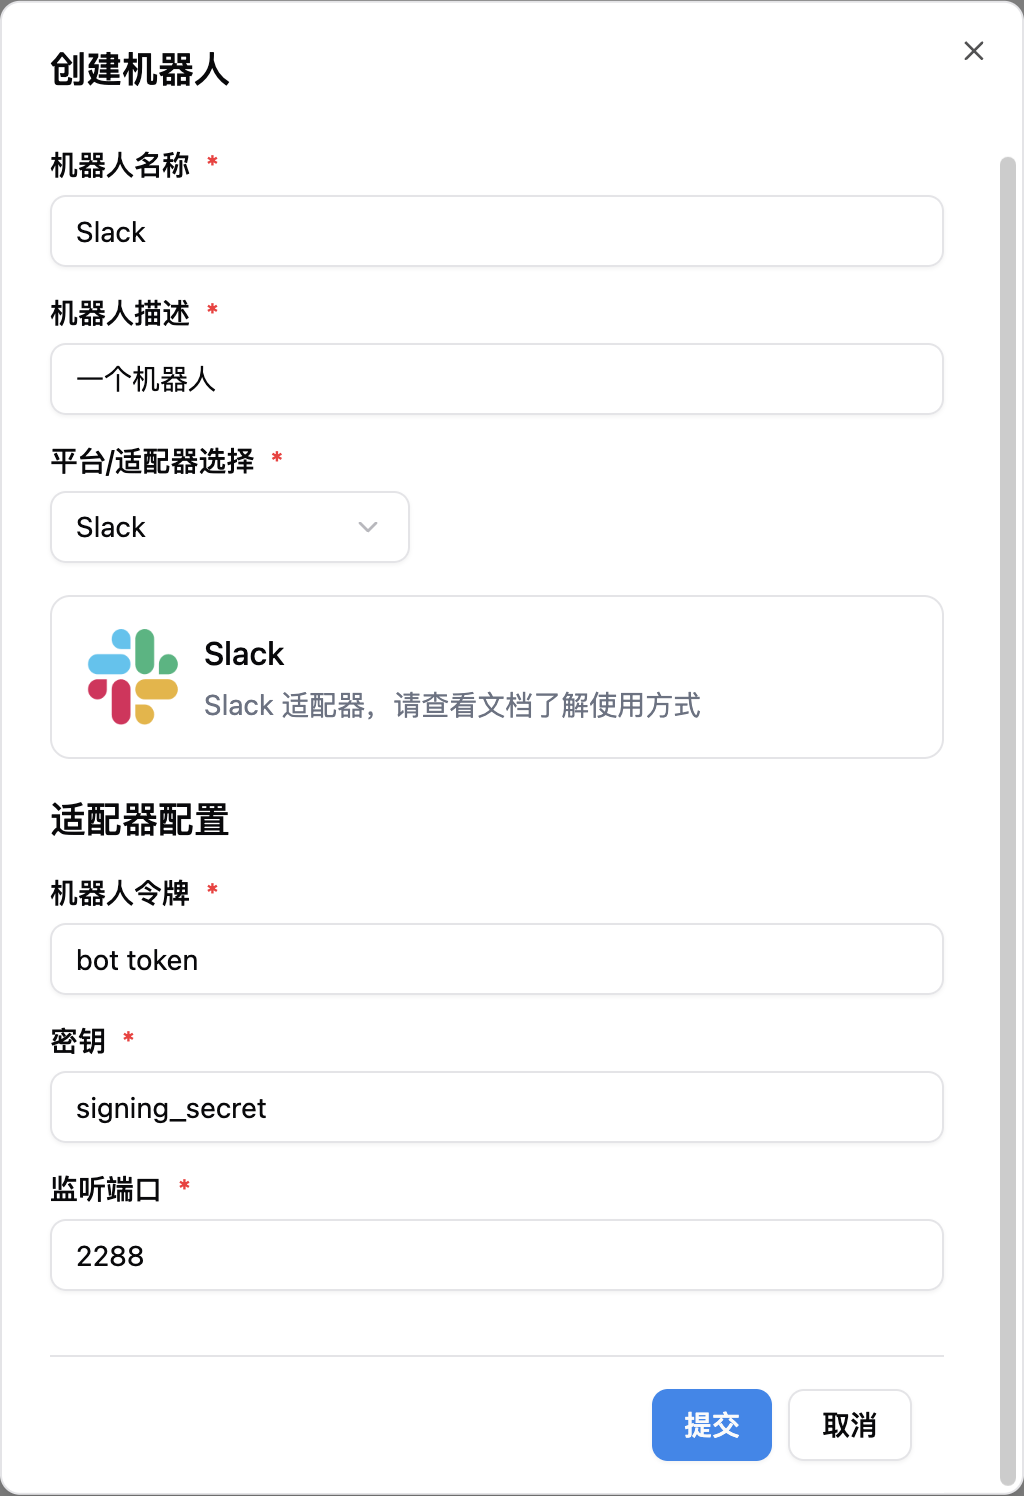 创建机器人
机器人名称 *
Slack
机器人描述 *
一个机器人
平台/适配器选择 *
Slack
Slack
Slack 适配器，请查看文档了解使用方式
适配器配置
机器人令牌 *
bot token
密钥 *
signing_secret
监听端口 *
2288
提交 取消